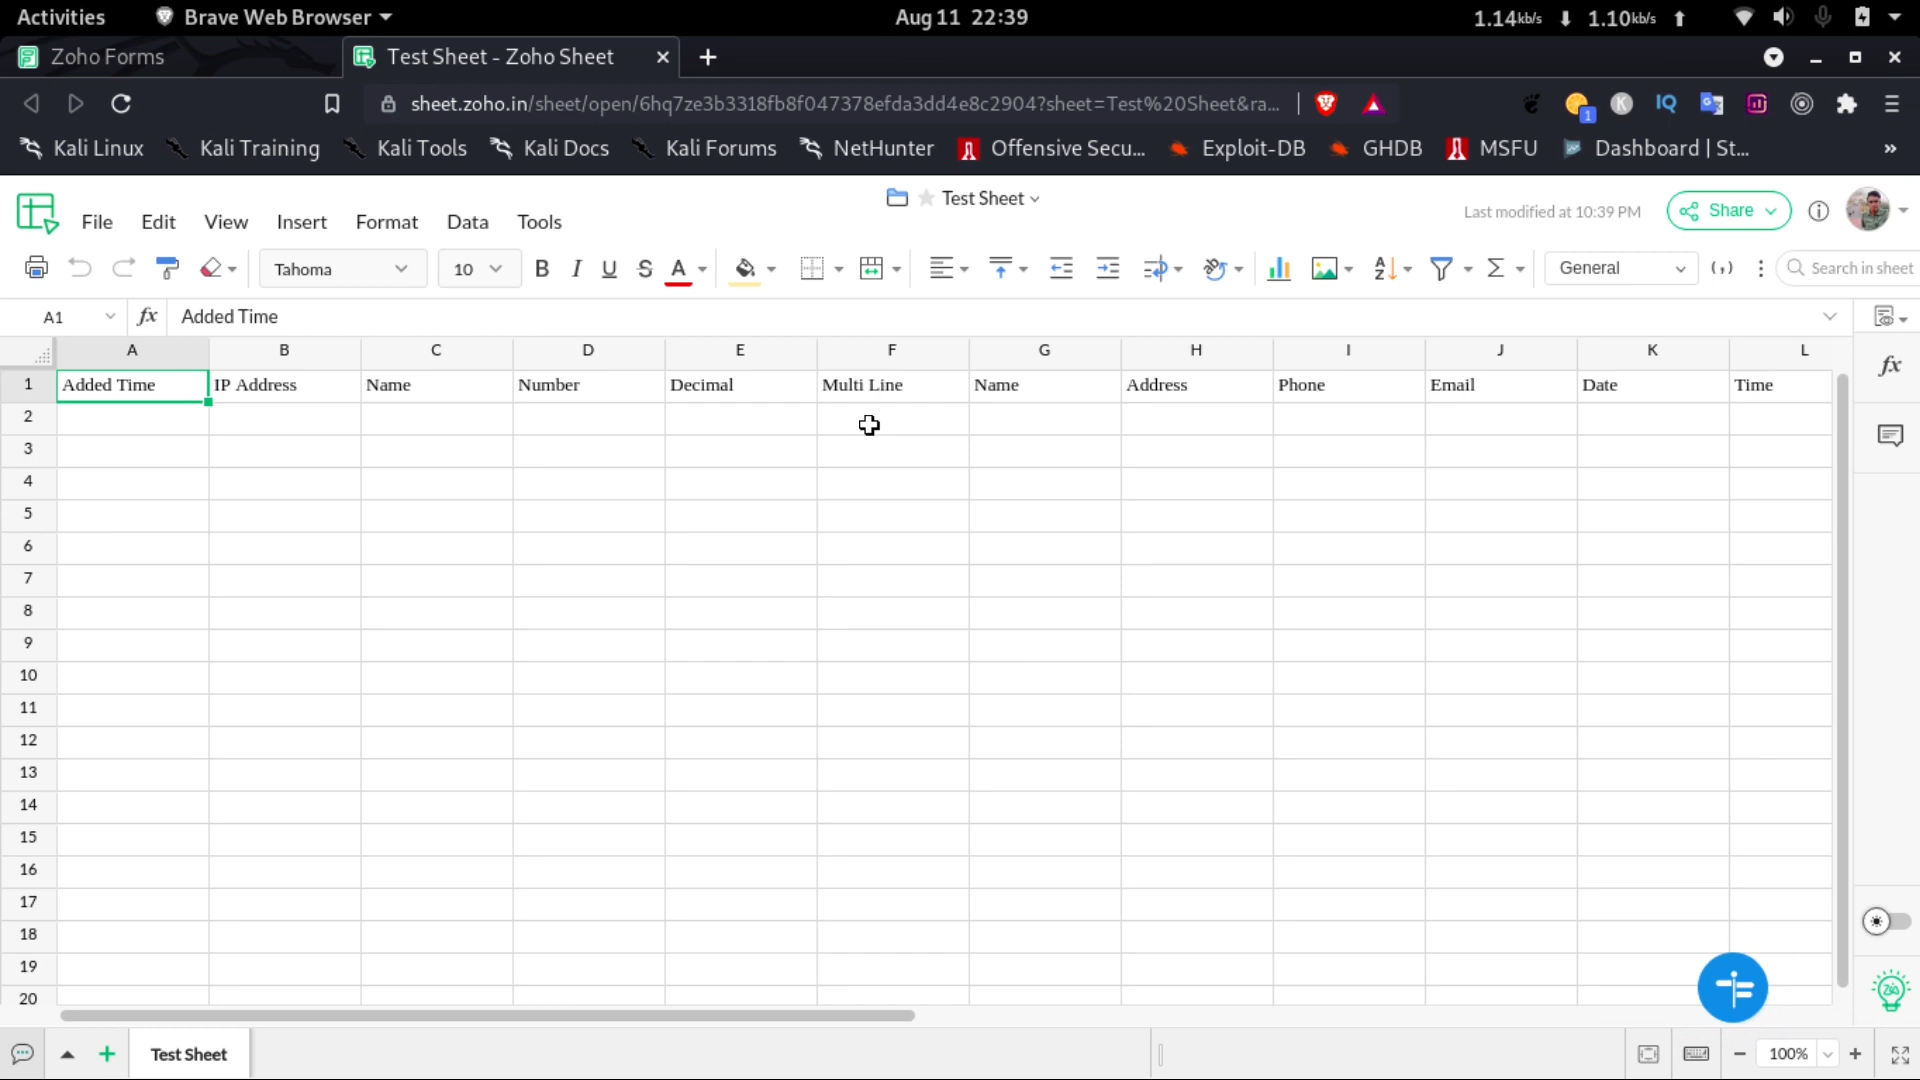 Activities Brave Web Browser Aug 11 22:39 1.14kb/s 1.10kb/s
Zoho Forms Test Sheet - Zoho Sheet
sheet.zoho.in/sheet/open/6hq7ze3b3318fb8f047378efda3dd4e8c2904?sheet=Test%20Sheet&ra... K IQ 1
Kali Linux Kali Training Kali Tools Kali Docs Kali Forums NetHunter Offensive Secu... Exploit-DB GHDB MSFU Dashboard | St... »
Test Sheet
File Edit View Insert Format Data Tools Last modified at 10:39 PM Share
Tahoma 10 B I U S A General Search in sheet
A1 fx Added Time
A B C D E F G H I J K L
1 Added Time IP Address Name Number Decimal Multi Line Name Address Phone Email Date Time
2
3
4
5
6
7
8
9
10
11
12
13
14
15
16
17
18
19
20
Test Sheet 100%